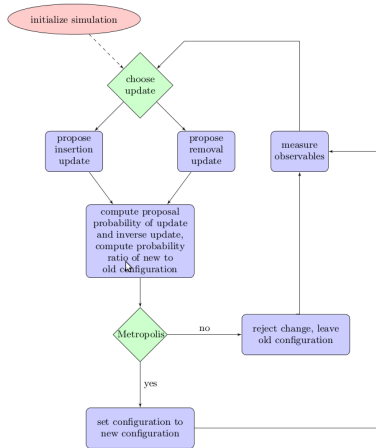 initialize simulation
choose
update
propose
insertion
update
propose
removal
update
measure
observables
compute proposal
probability of update
and inverse update,
compute probability
ratio of new to
old configuration
Metropolis
no
reject change, leave
old configuration
yes
set configuration to
new configuration